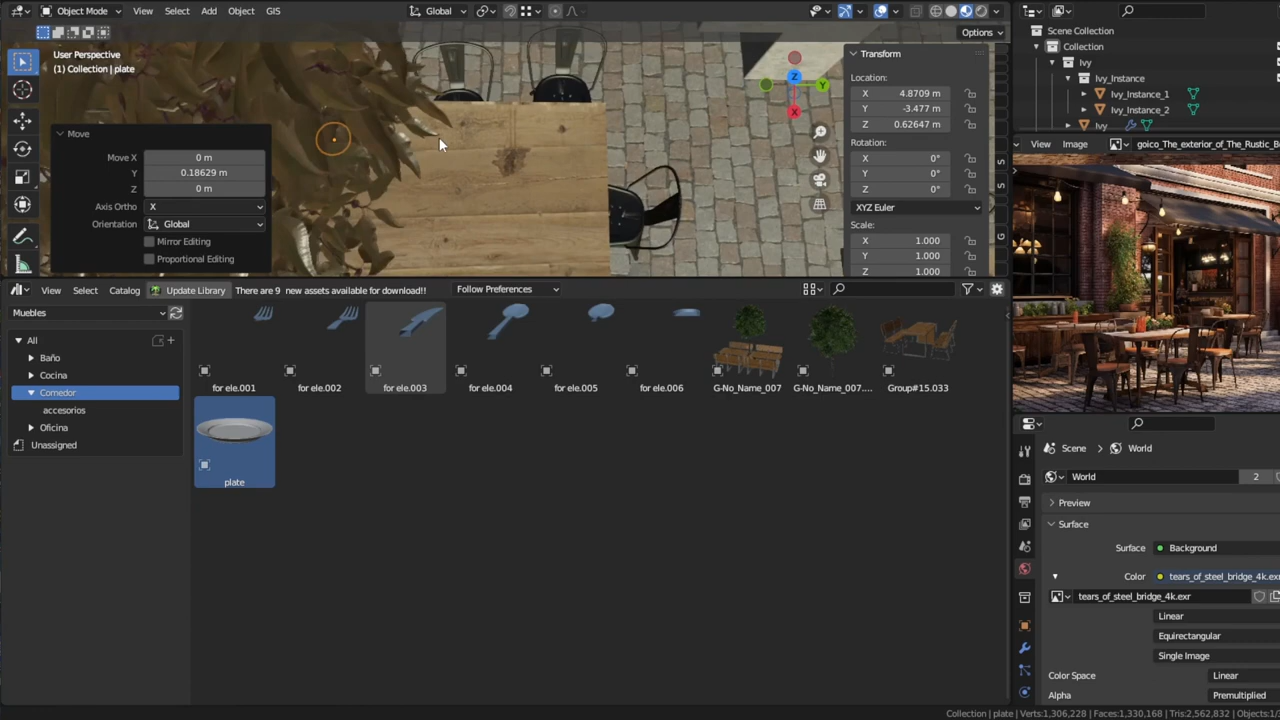 Object Mode View Select Add Object GIS Global
Options
User Perspective
(1) Collection | plate
Move
Move X 0 m
Y 0.18629 m
Z 0 m
Axis Ortho X
Orientation Global
Mirror Editing
Proportional Editing
Z
Y
X
Transform
Location:
X 4.8709 m
Y -3.477 m
Z 0.62647 m
Rotation:
X 0°
Y 0°
Z 0°
XYZ Euler
Scale:
X 1.000
Y 1.000
Z 1.000
S
S
G
Scene Collection
Collection
Ivy
Ivy_Instance
Ivy_Instance_1
Ivy_Instance_2
Ivy
View Image goico_The_exterior_of_The_Rustic_B
View Select Catalog Update Library There are 9 new assets available for download!! Follow Preferences
Muebles
All
Baño
Cocina
Comedor
accesorios
Oficina
Unassigned
for ele.001 for ele.002 for ele.003 for ele.004 for ele.005 for ele.006 G-No_Name_007 G-No_Name_007.... Group#15.033
plate
Scene World
World 2
Preview
Surface
Surface Background
Color tears_of_steel_bridge_4k.ex
tears_of_steel_bridge_4k.exr
Linear
Equirectangular
Single Image
Color Space Linear
Alpha Premultiplied
Collection | plate | Verts:1,306,228 | Faces:1,330,168 | Tris:2,562,832 | Objects:1/